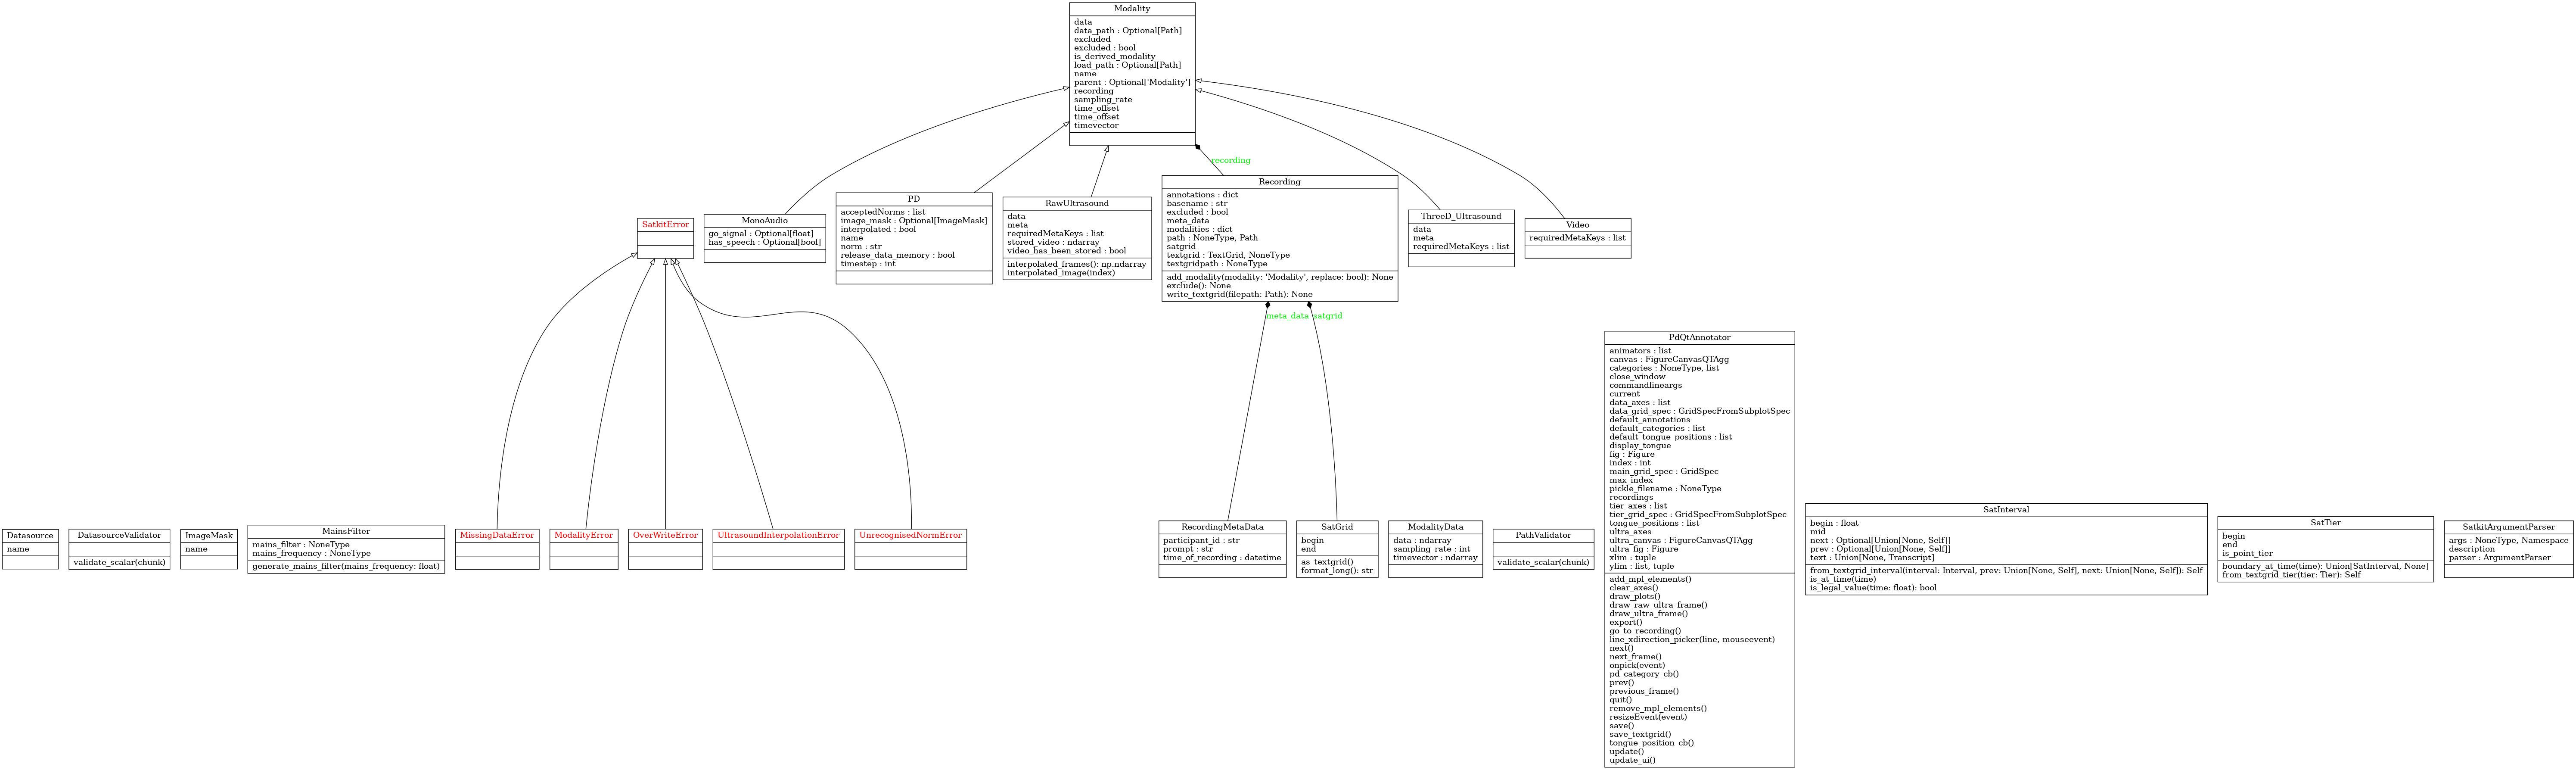 Modality
data
data_path : Optional[Path]
excluded
excluded : bool
is_derived_modality
load_path : Optional[Path]
name
parent : Optional['Modality']
recording
sampling_rate
time_offset
time_offset
timevector
recording
SatkitError
MonoAudio
go_signal : Optional[float]
has_speech : Optional[bool]
PD
acceptedNorms : list
image_mask : Optional[ImageMask]
interpolated : bool
name
norm : str
release_data_memory : bool
timestep : int
RawUltrasound
data
meta
requiredMetaKeys : list
stored_video : ndarray
video_has_been_stored : bool
interpolated_frames(): np.ndarray
interpolated_image(index)
Recording
annotations : dict
basename : str
excluded : bool
meta_data
modalities : dict
path : NoneType, Path
satgrid
textgrid : TextGrid, NoneType
textgridpath : NoneType
add_modality(modality: 'Modality', replace: bool): None
exclude(): None
write_textgrid(filepath: Path): None
ThreeD_Ultrasound
data
meta
requiredMetaKeys : list
Video
requiredMetaKeys : list
meta_data
satgrid
Datasource
name
DatasourceValidator
validate_scalar(chunk)
ImageMask
name
MainsFilter
mains_filter : NoneType
mains_frequency : NoneType
generate_mains_filter(mains_frequency: float)
MissingDataError
ModalityError
OverWriteError
UltrasoundInterpolationError
UnrecognisedNormError
RecordingMetaData
participant_id : str
prompt : str
time_of_recording : datetime
SatGrid
begin
end
as_textgrid()
format_long(): str
ModalityData
data : ndarray
sampling_rate : int
timevector : ndarray
PathValidator
validate_scalar(chunk)
PdQtAnnotator
animators : list
canvas : FigureCanvasQTAgg
categories : NoneType, list
close_window
commandlineargs
current
data_axes : list
data_grid_spec : GridSpecFromSubplotSpec
default_annotations
default_categories : list
default_tongue_positions : list
display_tongue
fig : Figure
index : int
main_grid_spec : GridSpec
max_index
pickle_filename : NoneType
recordings
tier_axes : list
tier_grid_spec : GridSpecFromSubplotSpec
tongue_positions : list
ultra_axes
ultra_canvas : FigureCanvasQTAgg
ultra_fig : Figure
xlim : tuple
ylim : list, tuple
add_mpl_elements()
clear_axes()
draw_plots()
draw_raw_ultra_frame()
draw_ultra_frame()
export()
go_to_recording()
line_xdirection_picker(line, mouseevent)
next()
next_frame()
onpick(event)
pd_category_cb()
prev()
previous_frame()
quit()
remove_mpl_elements()
resizeEvent(event)
save()
save_textgrid()
tongue_position_cb()
update()
update_ui()
SatInterval
begin : float
mid
next : Optional[Union[None, Self]]
prev : Optional[Union[None, Self]]
text : Union[None, Transcript]
from_textgrid_interval(interval: Interval, prev: Union[None, Self], next: Union[None, Self]): Self
is_at_time(time)
is_legal_value(time: float): bool
SatTier
begin
end
is_point_tier
boundary_at_time(time): Union[SatInterval, None]
from_textgrid_tier(tier: Tier): Self
SatkitArgumentParser
args : NoneType, Namespace
description
parser : ArgumentParser